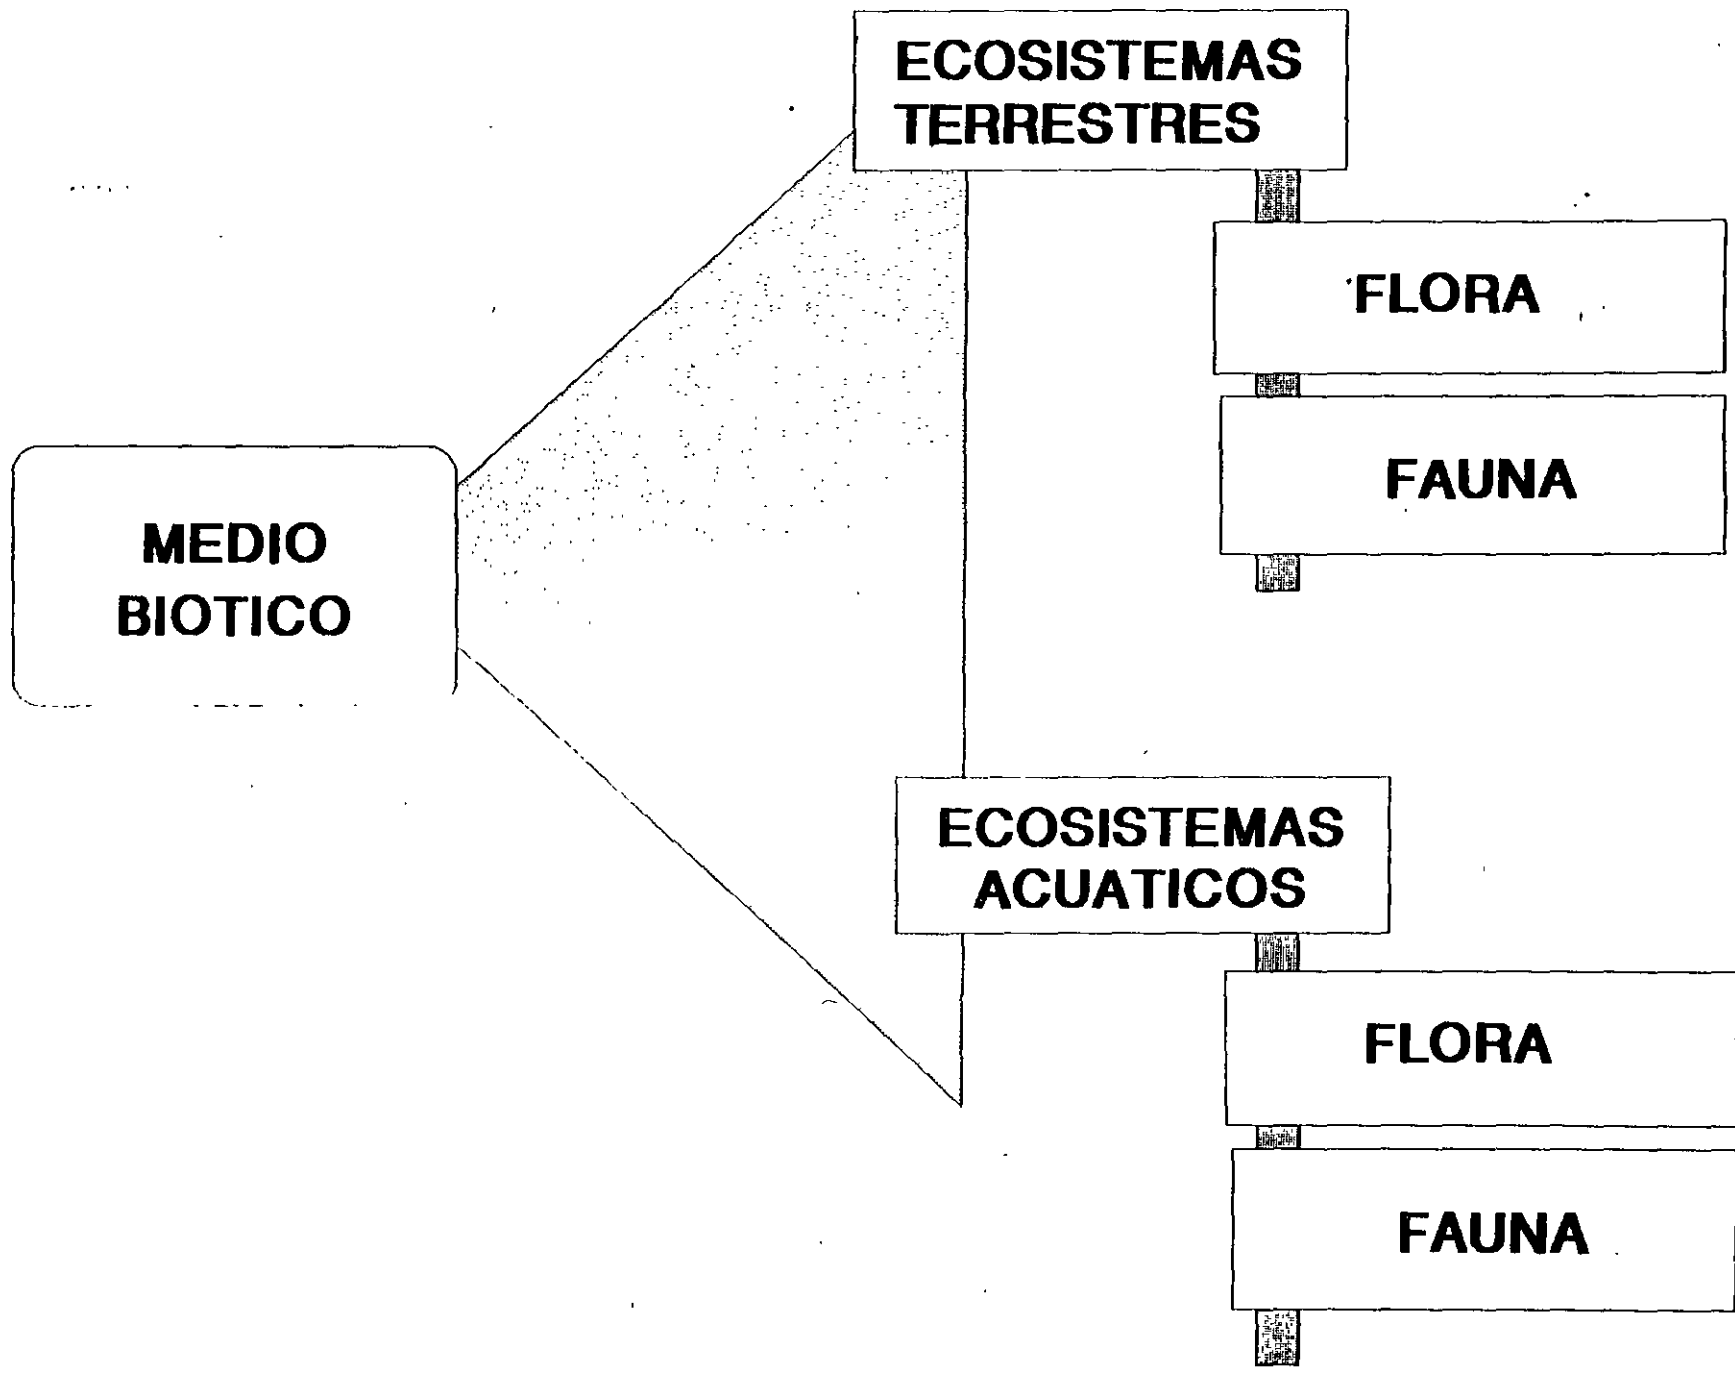 ECOSISTEMAS
TERRESTRES
FLORA
FAUNA
MEDIO
BIOTICO
ECOSISTEMAS
ACUATICOS
FLORA
FAUNA